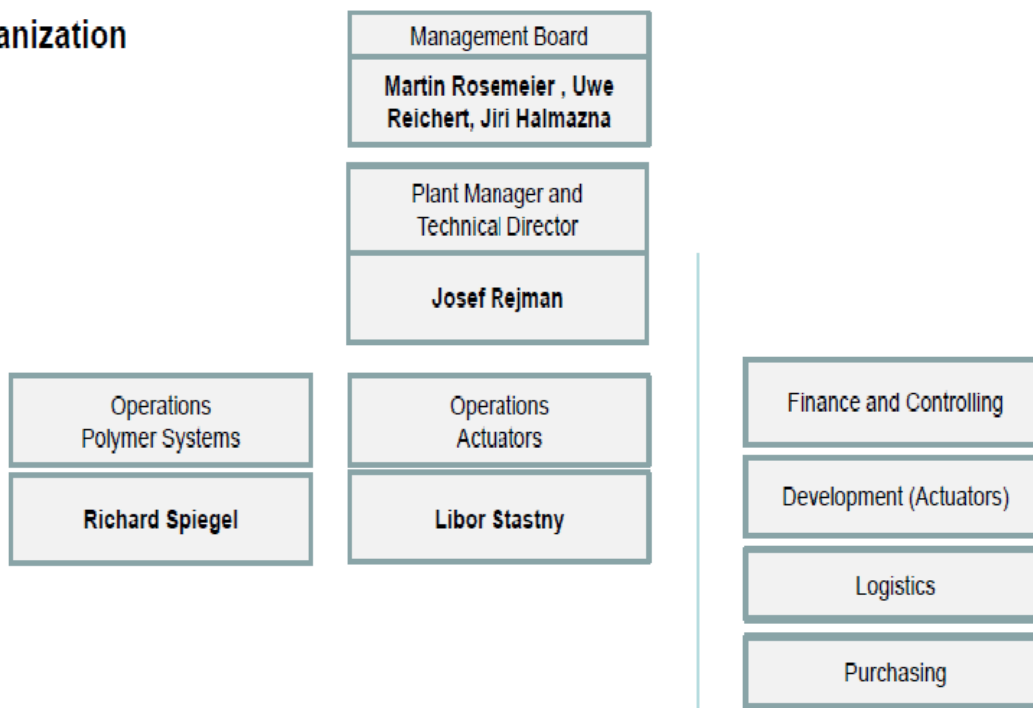 anization
Management Board
Martin Rosemeier , Uwe
Reichert, Jiri Halmazna
Plant Manager and
Technical Director
Josef Rejman
Operations
Polymer Systems
Richard Spiegel
Operations
Actuators
Libor Stastny
Finance and Controlling
Development (Actuators)
Logistics
Purchasing